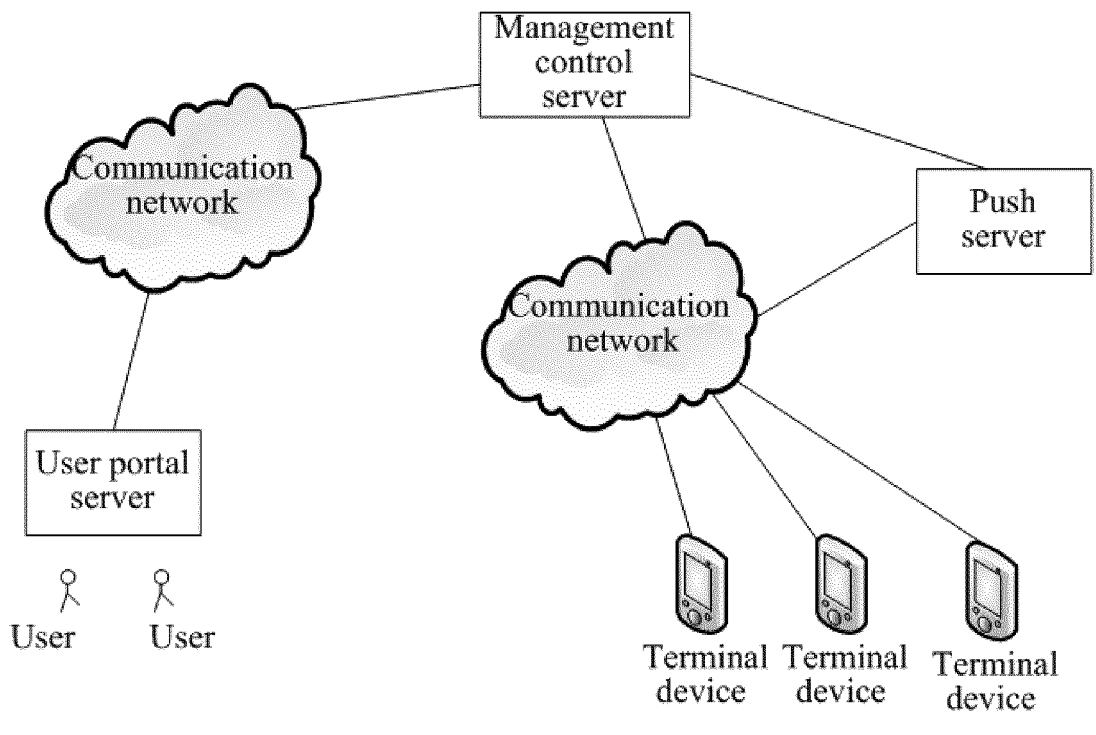 Management
control
server
Communication
network
Push
server
Communication
network
User portal
server
User
User
Terminal
device
Terminal
device
Terminal
device